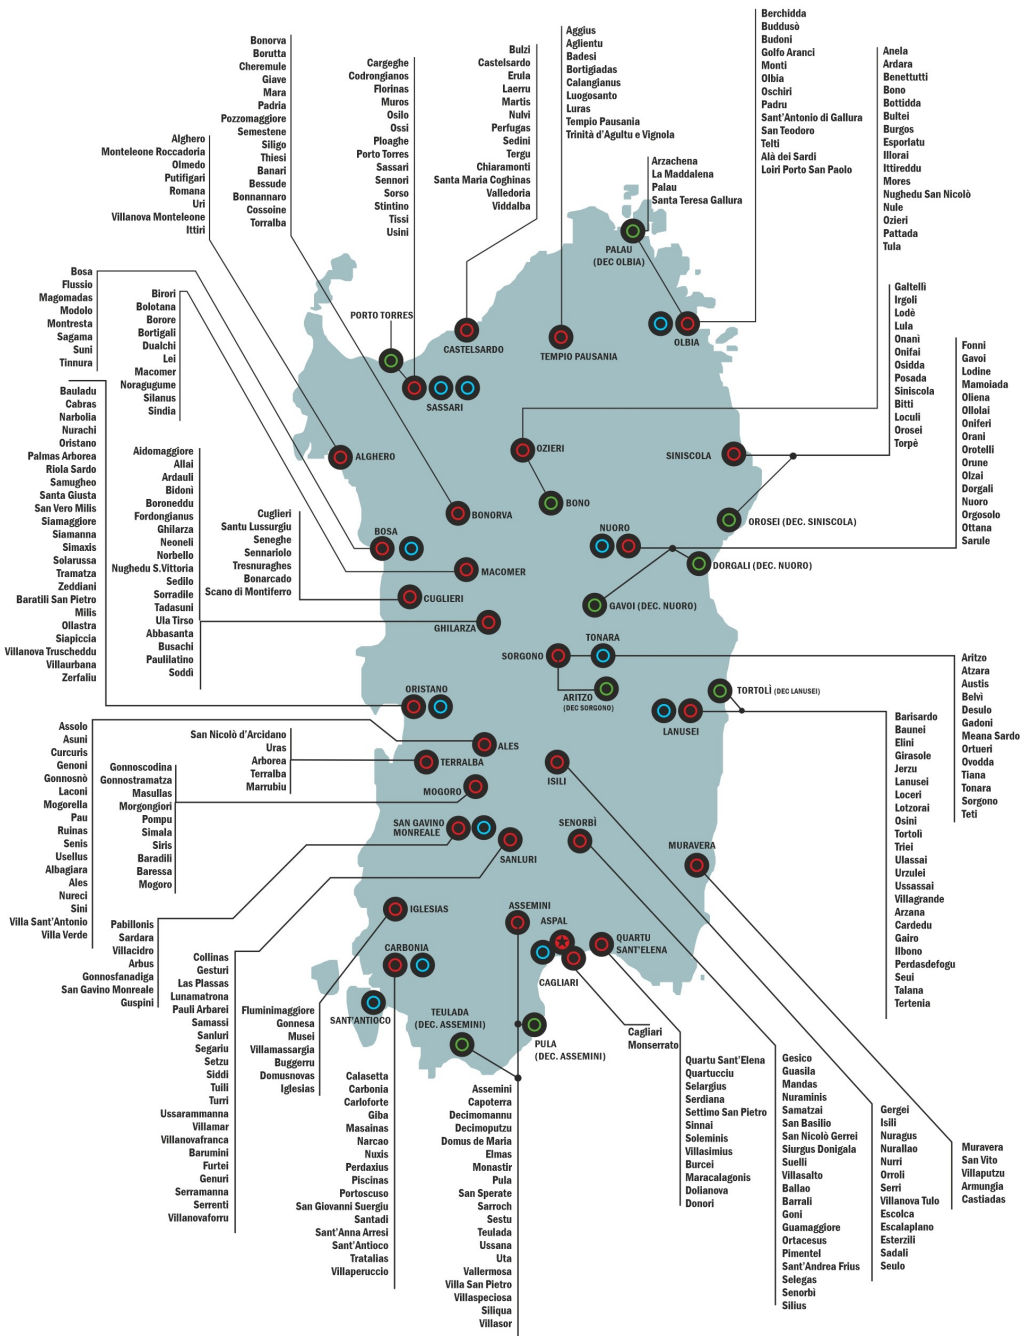 Berchidda
Buddusò
Budoni
Golfo Aranci
Monti
Olbia
Oschiri
Padru
Sant'Antonio di Gallura
San Teodoro
Telti
Alà dei Sardi
Loiri Porto San Paolo
Aggius
Aglientu
Badesi
Bortigiadas
Calangianus
Luogosanto
Luras
Tempio Pausania
Trinità d'Agultu e Vignola
Bonorva
Borutta
Cheremule
Giave
Mara
Padria
Pozzomaggiore
Semestene
Siligo
Thiesi
Banari
Bessude
Bonnannaro
Cossoine
Torralba
Cargeghe
Codrongianos
Florinas
Muros
Osilo
Ossi
Ploaghe
Porto Torres
Sassari
Sennori
Sorso
Stintino
Tissi
Usini
Bulzi
Castelsardo
Erula
Laerru
Martis
Nulvi
Perfugas
Sedini
Tergu
Chiaramonti
Santa Maria Coghinas
Valledoria
Viddalba
Anela
Ardara
Benettutti
Bono
Bottidda
Bultei
Burgos
Esporlatu
Illorai
Ittireddu
Mores
Nughedu San Nicolò
Nule
Ozieri
Pattada
Tula
Alghero
Monteleone Roccadoria
Olmedo
Putifigari
Romana
Uri
Villanova Monteleone
Ittiri
Arzachena
La Maddalena
Palau
Santa Teresa Gallura
PALAU
(DEC OLBIA)
Bosa
Flussio
Magomadas
Modolo
Montresta
Sagama
Suni
Tinnura
Birori
Bolotana
Borore
Bortigali
Dualchi
Lei
Macomer
Noragugume
Silanus
Sindia
PORTO TORRES
CASTELSARDO
TEMPIO PAUSANIA
OLBIA
SASSARI
Galtellì
Irgoli
Lodè
Lula
Onanì
Onifai
Osidda
Posada
Siniscola
Bitti
Loculi
Orosei
Torpè
Fonni
Gavoi
Lodine
Mamoiada
Oliena
Ollolai
Oniferi
Orani
Orotelli
Orune
Olzai
Dorgali
Nuoro
Orgosolo
Ottana
Sarule
Bauladu
Cabras
Narbolia
Nurachi
Oristano
Palmas Arborea
Riola Sardo
Samugheo
Santa Giusta
San Vero Milis
Siamaggiore
Siamanna
Simaxis
Solarussa
Tramatza
Zeddiani
Baratili San Pietro
Milis
Ollastra
Siapiccia
Villanova Truscheddu
Villaurbana
Zerfaliu
Aidomaggiore
Allai
Ardauli
Bidonì
Boroneddu
Fordongianus
Ghilarza
Neoneli
Norbello
Nughedu S.Vittoria
Sedilo
Sorradile
Tadasuni
Ula Tirso
Abbasanta
Busachi
Paulilatino
Soddì
Cuglieri
Santu Lussurgiu
Seneghe
Sennariolo
Tresnuraghes
Bonarcado
Scano di Montiferro
ALGHERO
OZIERI
SINISCOLA
BONO
BONORVA
OROSEI (DEC. SINISCOLA)
BOSA
NUORO
DORGALI (DEC. NUORO)
MACOMER
CUGLIERI
GAVOI (DEC. NUORO)
GHILARZA
TONARA
SORGONO
ARITZO
(DEC SORGONO)
TORTOLÌ (DEC LANUSEI)
ORISTANO
LANUSEI
Aritzo
Atzara
Austis
Belvì
Desulo
Gadoni
Meana Sardo
Ortueri
Ovodda
Tiana
Tonara
Sorgono
Teti
Assolo
Asuni
Curcuris
Genoni
Gonnosnò
Laconi
Mogorella
Pau
Ruinas
Senis
Usellus
Albagiara
Ales
Nureci
Sini
Villa Sant'Antonio
Villa Verde
San Nicolò d'Arcidano
Uras
Arborea
Terralba
Marrubiu
Gonnoscodina
Gonnostramatza
Masullas
Morgongiori
Pompu
Simala
Siris
Baradili
Baressa
Mogoro
ALES
TERRALBA
ISILI
MOGORO
SAN GAVINO
MONREALE
SANLURI
SENORBÌ
MURAVERA
Barisardo
Baunei
Elini
Girasole
Jerzu
Lanusei
Loceri
Lotzorai
Osini
Tortolì
Triei
Ulassai
Urzulei
Ussassai
Villagrande
Arzana
Cardedu
Gairo
Ilbono
Perdasdefogu
Seui
Talana
Tertenia
Pabillonis
Sardara
Villacidro
Arbus
Gonnosfanadiga
San Gavino Monreale
Guspini
IGLESIAS
ASSEMINI
ASPAL
QUARTU
SANT'ELENA
CARBONIA
CAGLIARI
SANT'ANTIOCO
TEULADA
(DEC. ASSEMINI)
PULA
(DEC. ASSEMINI)
Collinas
Gesturi
Las Plassas
Lunamatrona
Pauli Arbarei
Samassi
Sanluri
Segariu
Setzu
Siddi
Tuili
Turri
Ussarammanna
Villamar
Villanovafranca
Barumini
Furtei
Genuri
Serramanna
Serrenti
Villanovaforru
Fluminimaggiore
Gonnesa
Musei
Villamassargia
Buggerru
Domusnovas
Iglesias
Calasetta
Carbonia
Carloforte
Giba
Masainas
Narcao
Nuxis
Perdaxius
Piscinas
Portoscuso
San Giovanni Suergiu
Santadi
Sant'Anna Arresi
Sant'Antioco
Tratalias
Villaperuccio
Assemini
Capoterra
Decimomannu
Decimoputzu
Domus de Maria
Elmas
Monastir
Pula
San Sperate
Sarroch
Sestu
Teulada
Ussana
Uta
Vallermosa
Villa San Pietro
Villaspeciosa
Siliqua
Villasor
Cagliari
Monserrato
Quartu Sant'Elena
Quartucciu
Selargius
Serdiana
Settimo San Pietro
Sinnai
Soleminis
Villasimius
Burcei
Maracalagonis
Dolianova
Donori
Gesico
Guasila
Mandas
Nuraminis
Samatzai
San Basilio
San Nicolò Gerrei
Siurgus Donigala
Suelli
Villasalto
Ballao
Barrali
Goni
Guamaggiore
Ortacesus
Pimentel
Sant'Andrea Frius
Selegas
Senorbì
Silius
Gergei
Isili
Nuragus
Nurallao
Nurri
Orroli
Serri
Villanova Tulo
Escolca
Escalaplano
Esterzili
Sadali
Seulo
Muravera
San Vito
Villaputzu
Armungia
Castiadas